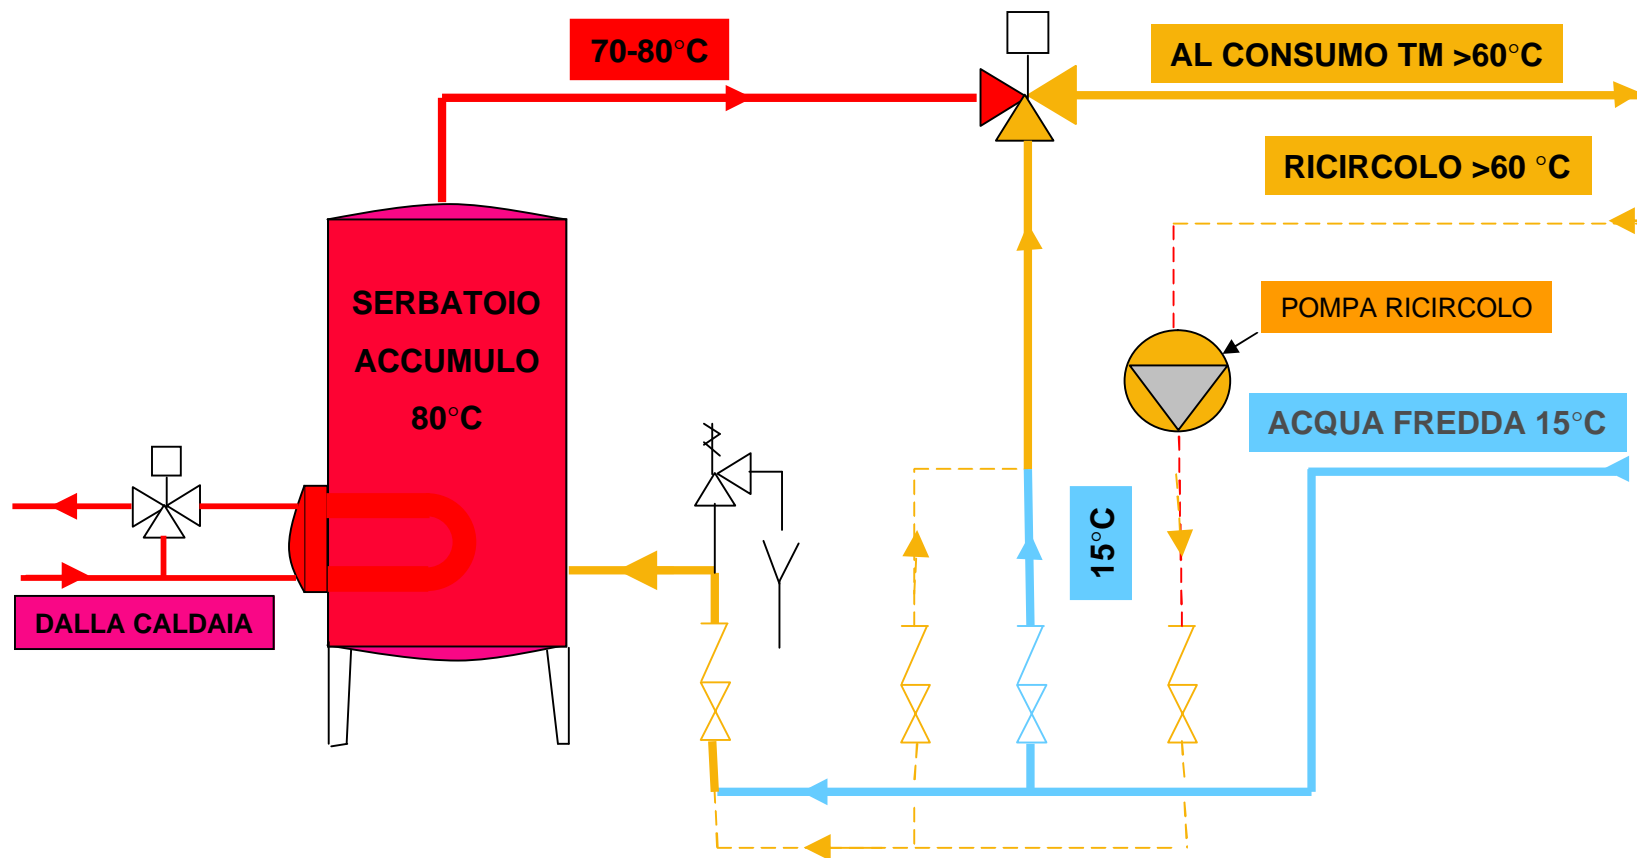 70-80°C
AL CONSUMO TM >60°C
RICIRCOLO >60 °C
SERBATOIO
ACCUMULO
80°C
POMPA RICIRCOLO
ACQUA FREDDA 15°C
15°C
DALLA CALDAIA